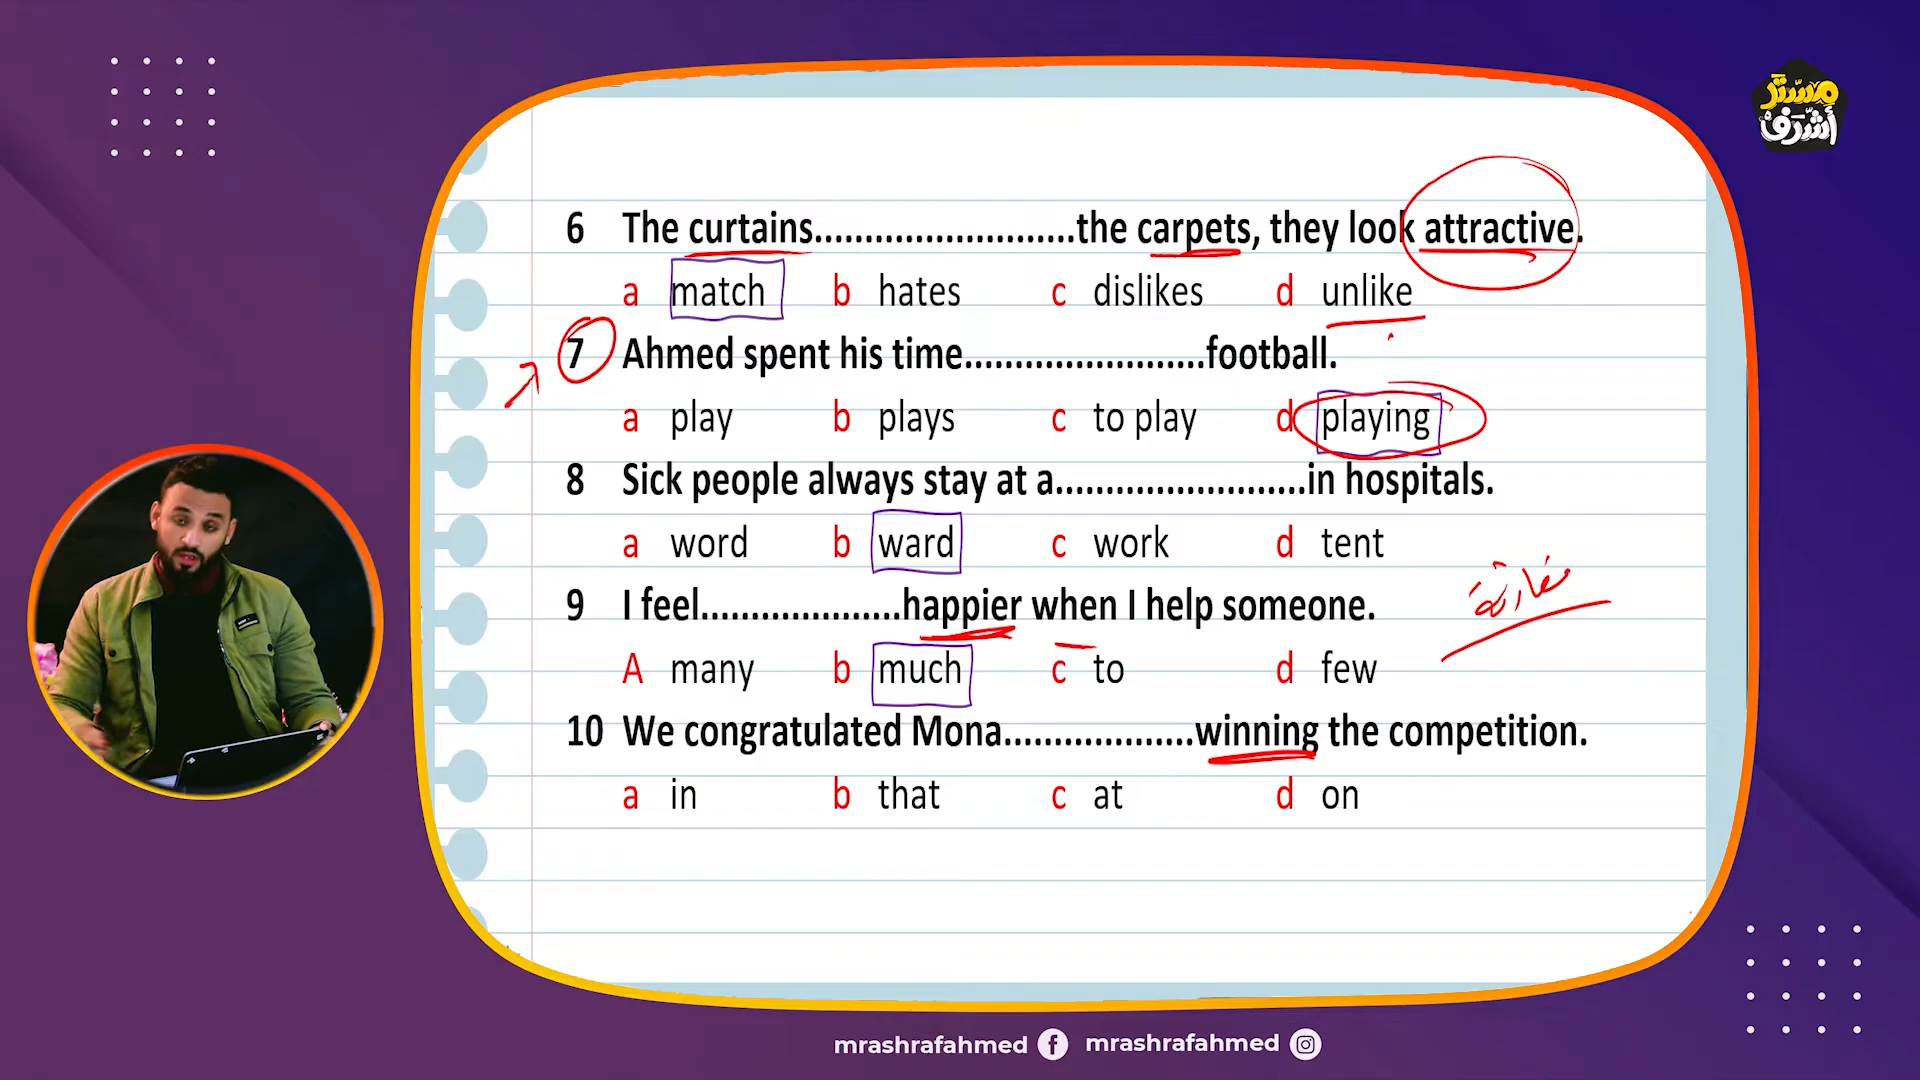 مستر
أشرف
6 The curtains..........................the carpets, they look attractive.
a match b hates c dislikes d unlike
7 Ahmed spent his time........................football.
a play b plays c to play d playing
8 Sick people always stay at a.........................in hospitals.
a word b ward c work d tent
9 I feel....................happier when I help someone.
مقارنة
A many b much c to d few
10 We congratulated Mona...................winning the competition.
a in b that c at d on
mrashrafahmed mrashrafahmed